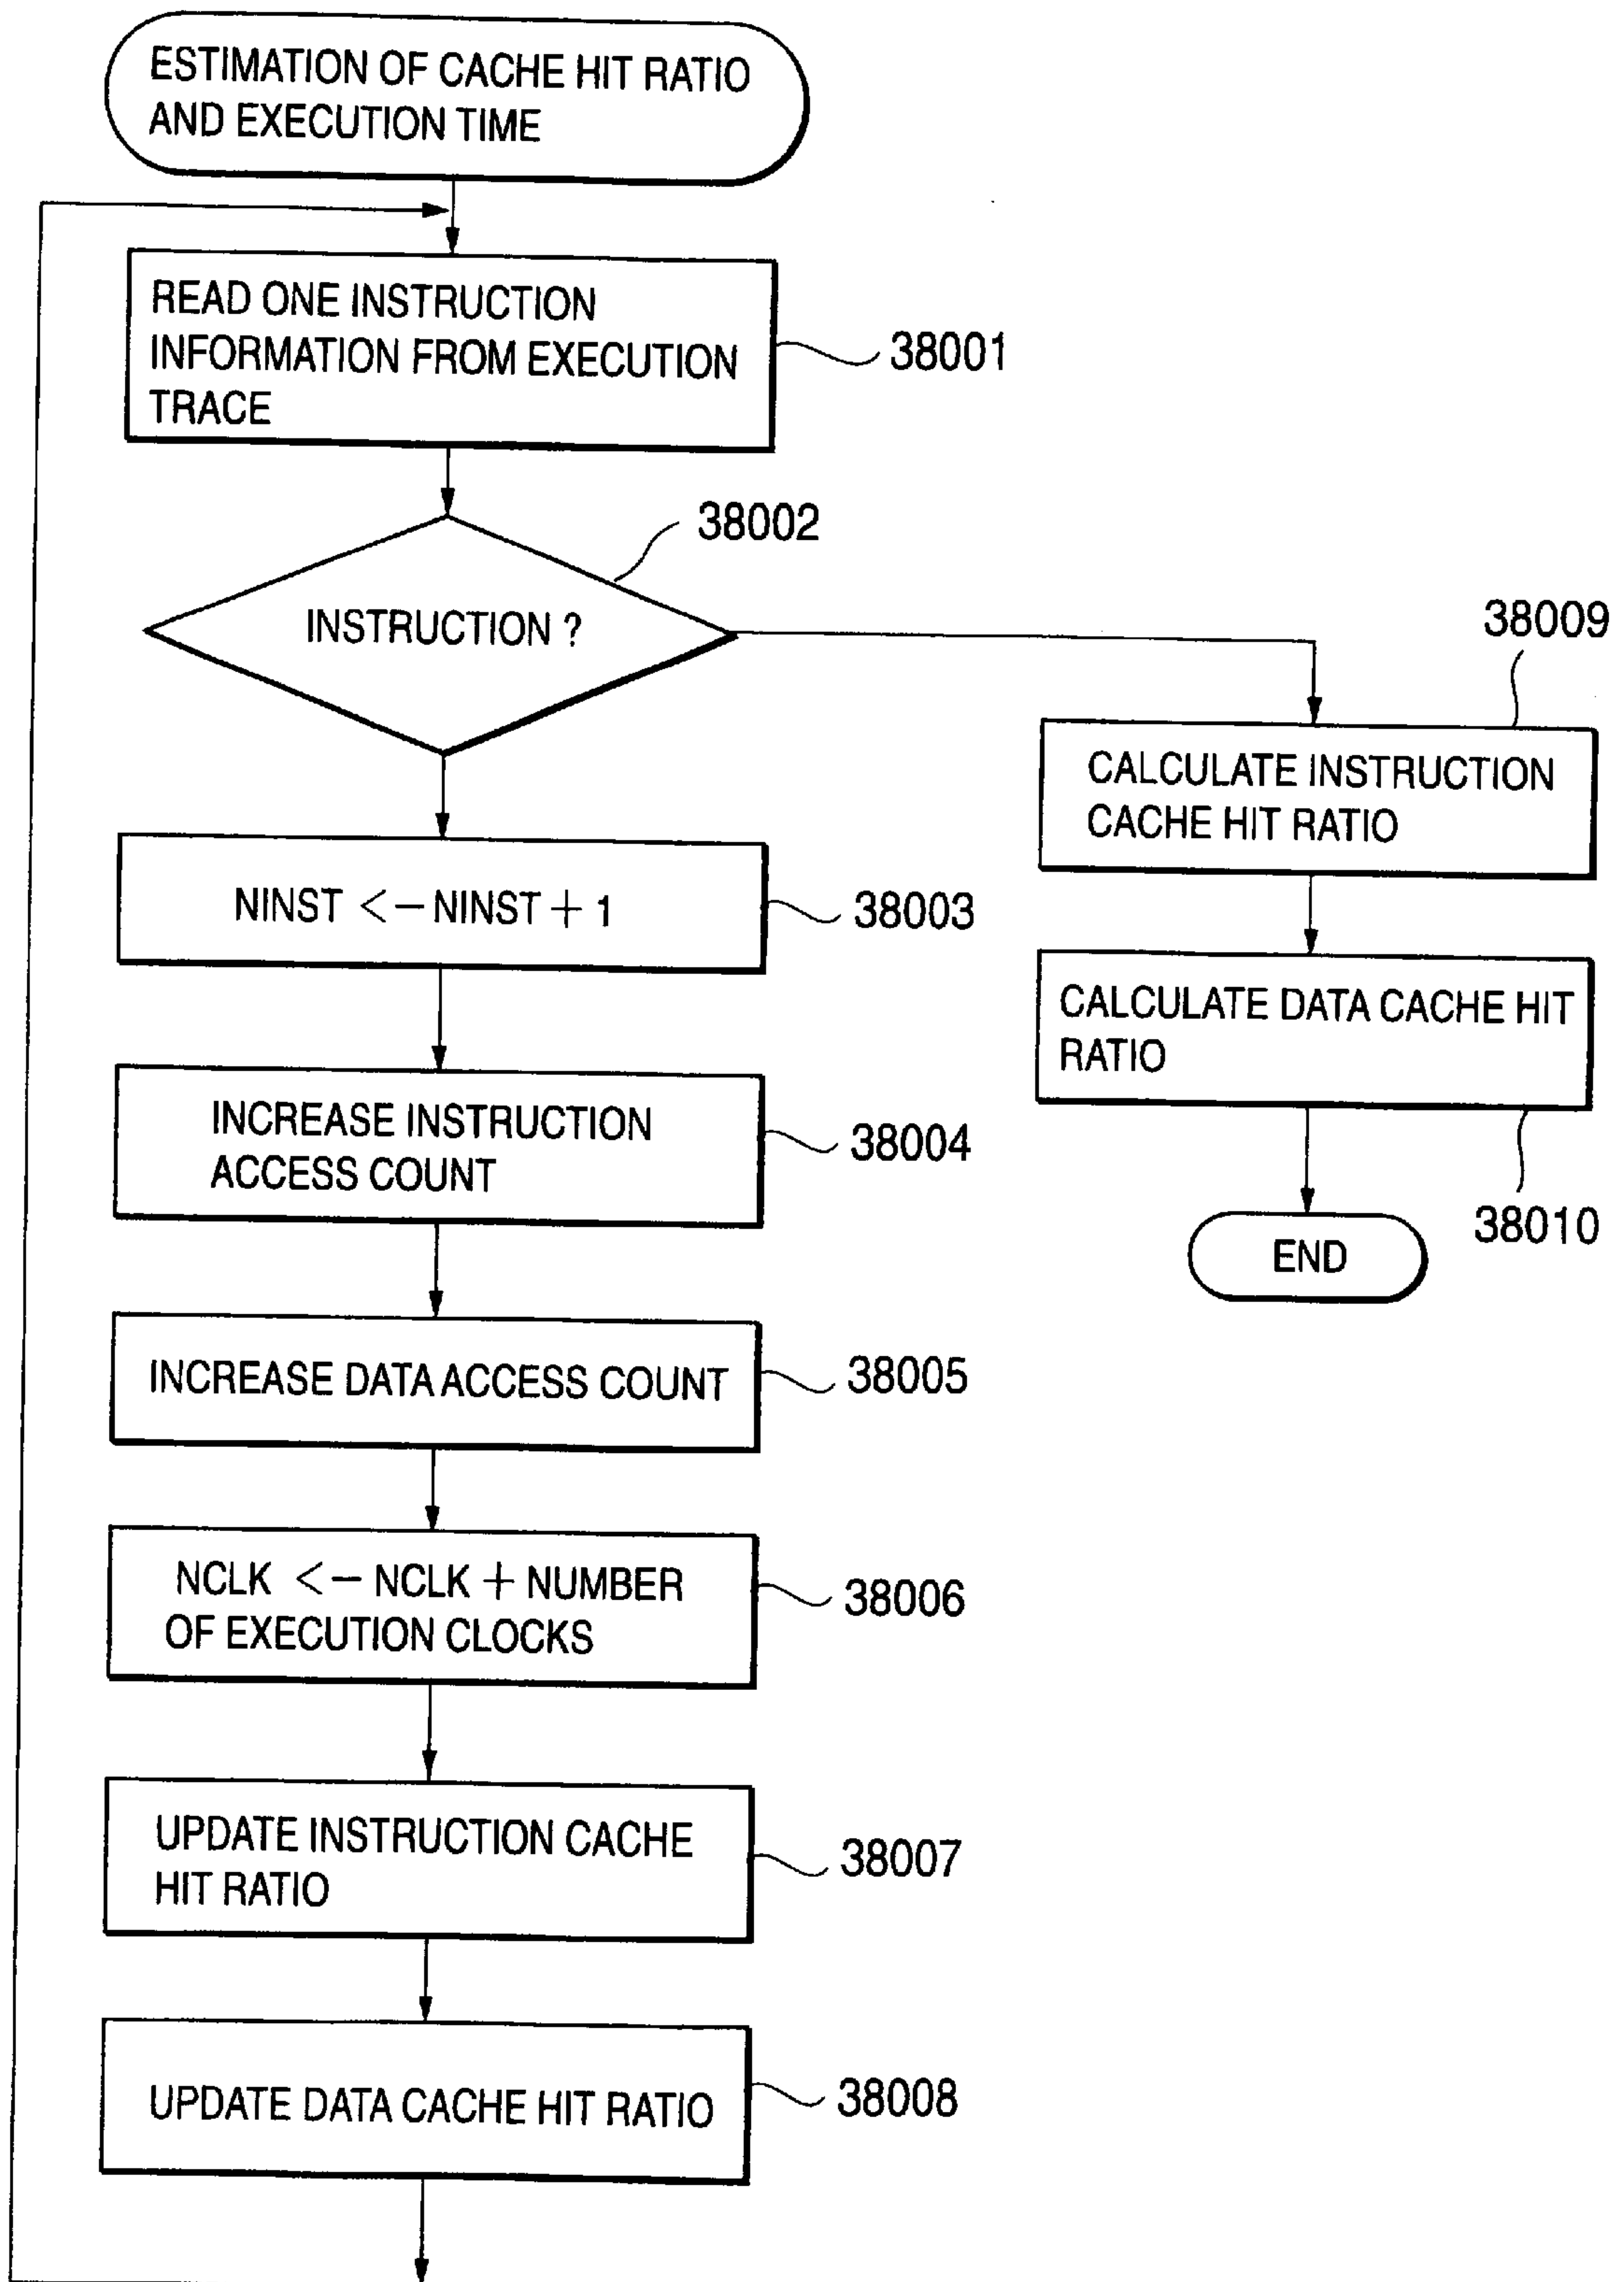 ESTIMATION OF CACHE HIT RATIO
AND EXECUTION TIME
READ ONE INSTRUCTION
INFORMATION FROM EXECUTION
TRACE
38001
38002
INSTRUCTION ?
NINST <– NINST + 1
38003
INCREASE INSTRUCTION
ACCESS COUNT
38004
INCREASE DATA ACCESS COUNT
38005
NCLK <– NCLK + NUMBER
OF EXECUTION CLOCKS
38006
UPDATE INSTRUCTION CACHE
HIT RATIO
38007
UPDATE DATA CACHE HIT RATIO
38008
38009
CALCULATE INSTRUCTION
CACHE HIT RATIO
CALCULATE DATA CACHE HIT
RATIO
38010
END